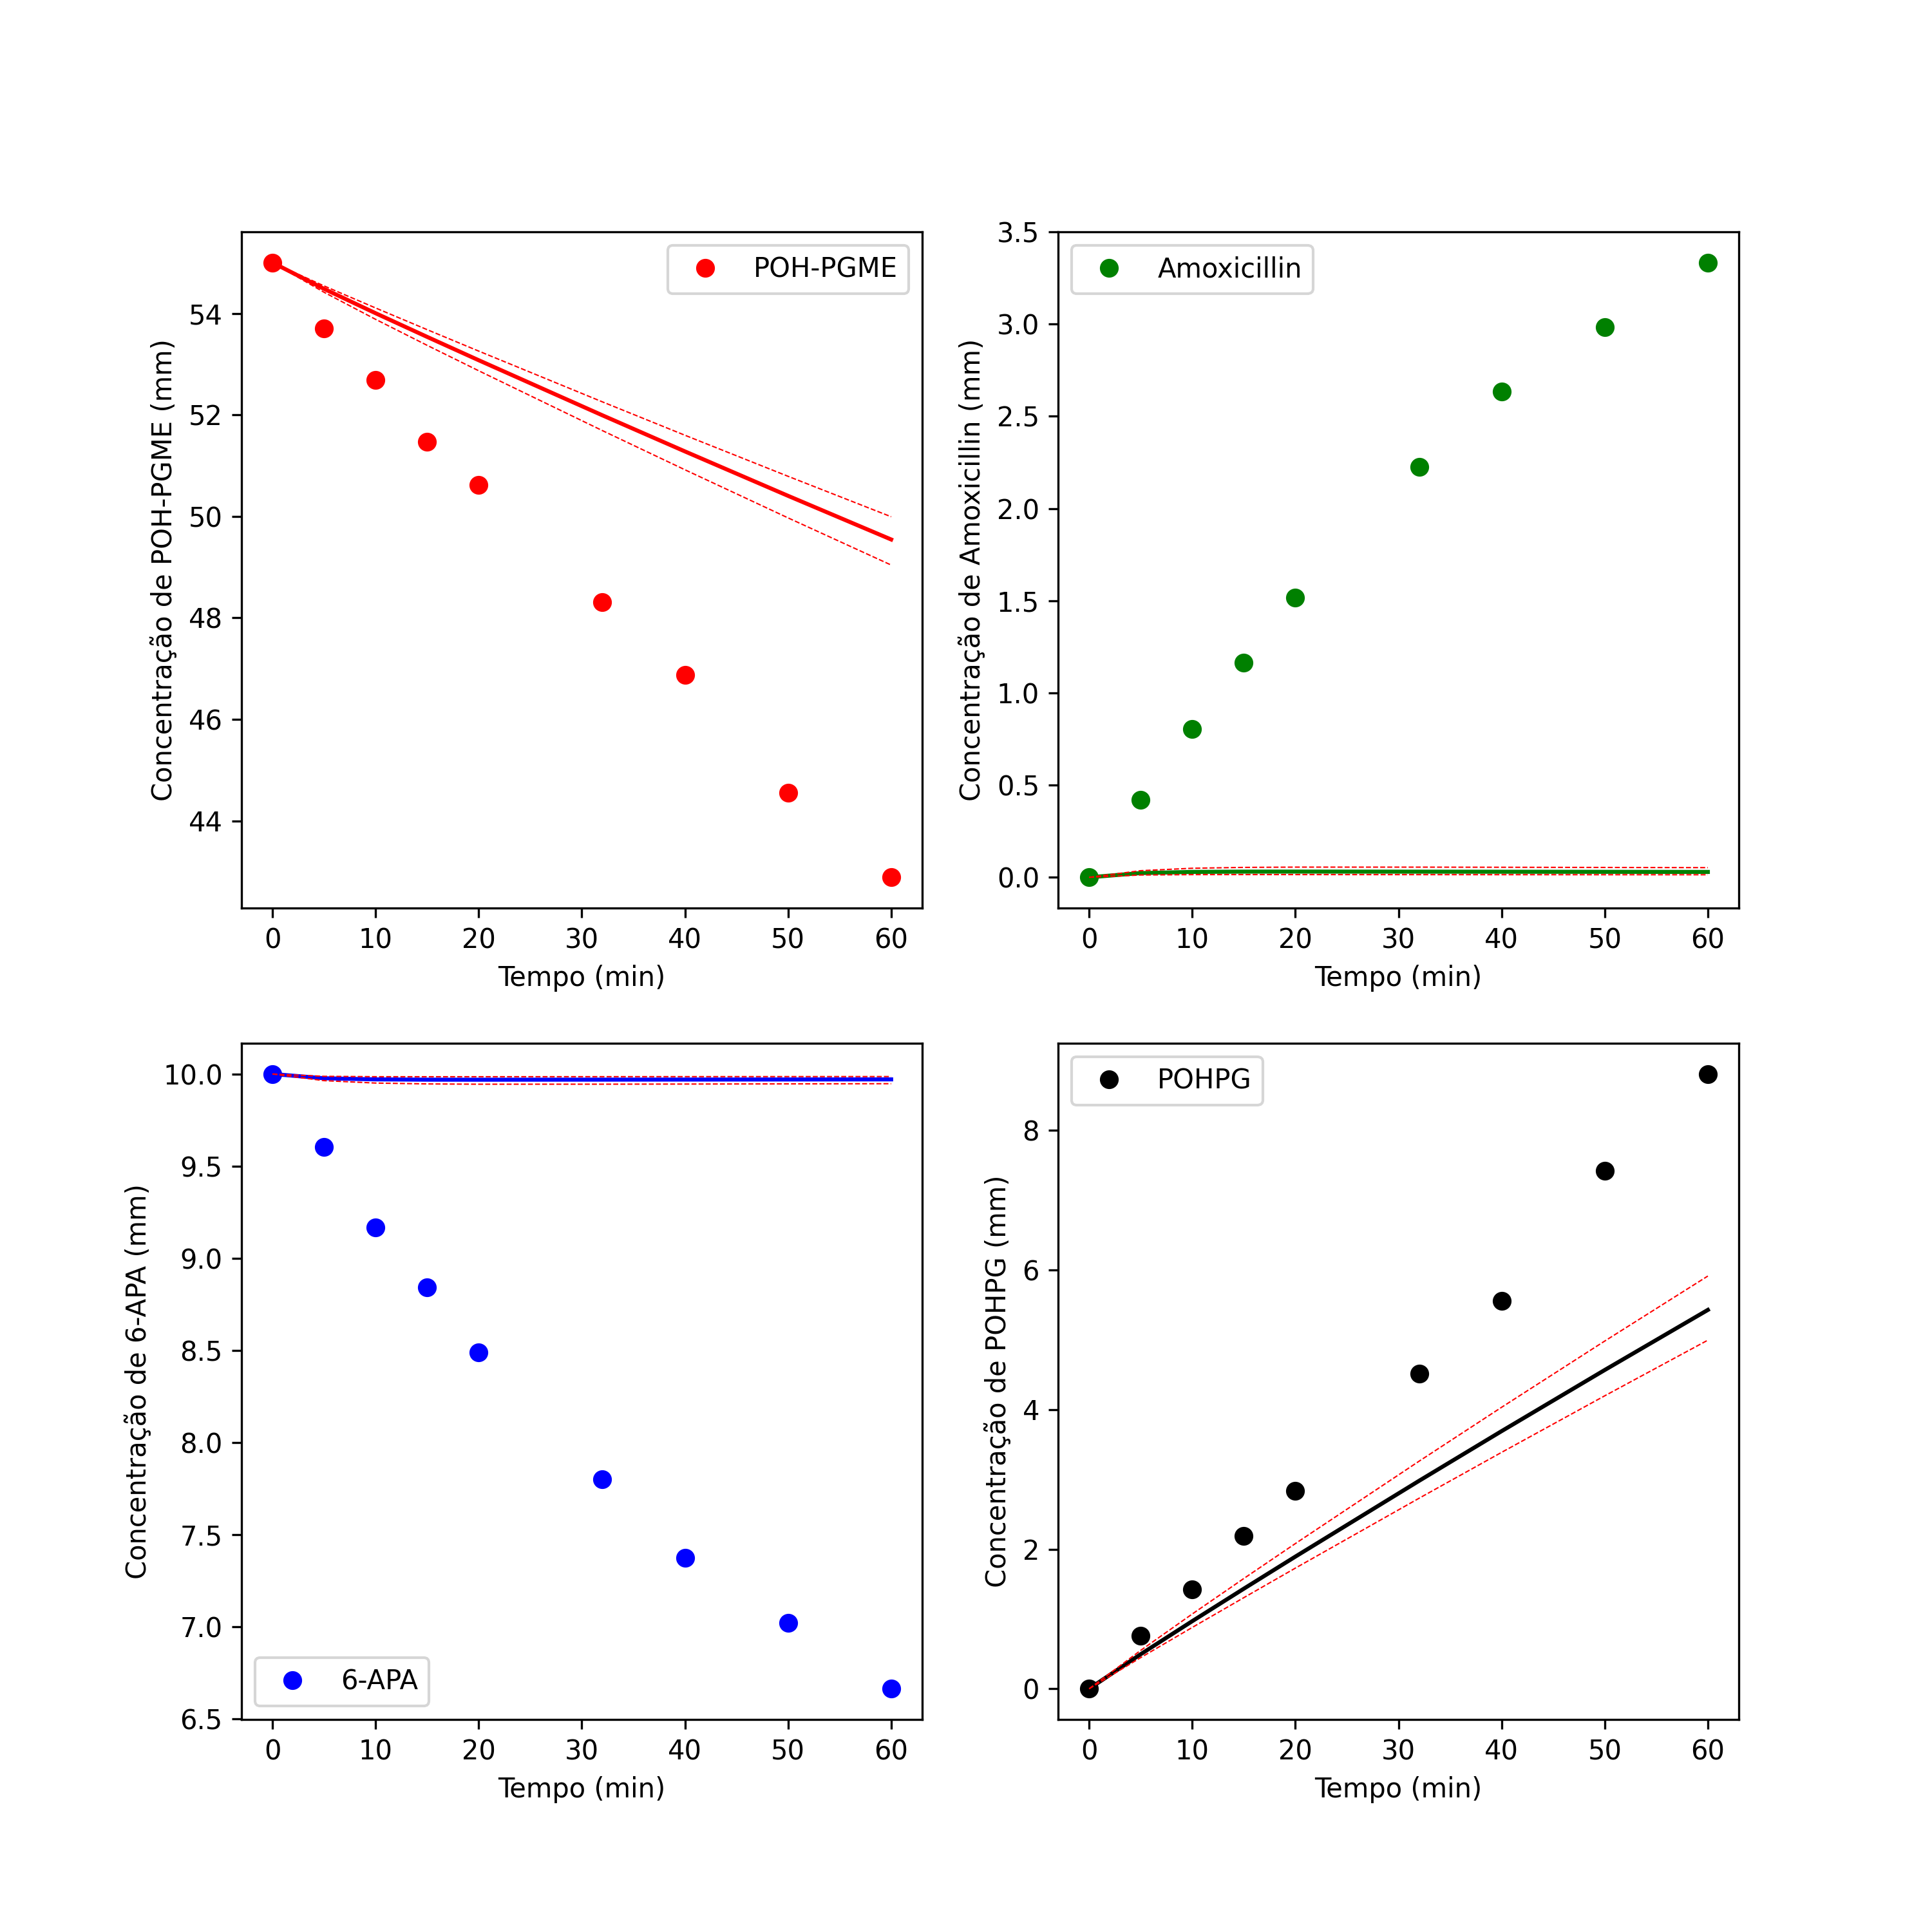 POH-PGME
Concentração de POH-PGME (mm)
54
52
50
48
46
44
0 10 20 30 40 50 60
Tempo (min)
Amoxicillin
Concentração de Amoxicillin (mm)
3.5
3.0
2.5
2.0
1.5
1.0
0.5
0.0
0 10 20 30 40 50 60
Tempo (min)
6-APA
Concentração de 6-APA (mm)
10.0
9.5
9.0
8.5
8.0
7.5
7.0
6.5
0 10 20 30 40 50 60
Tempo (min)
POHPG
Concentração de POHPG (mm)
8
6
4
2
0
0 10 20 30 40 50 60
Tempo (min)